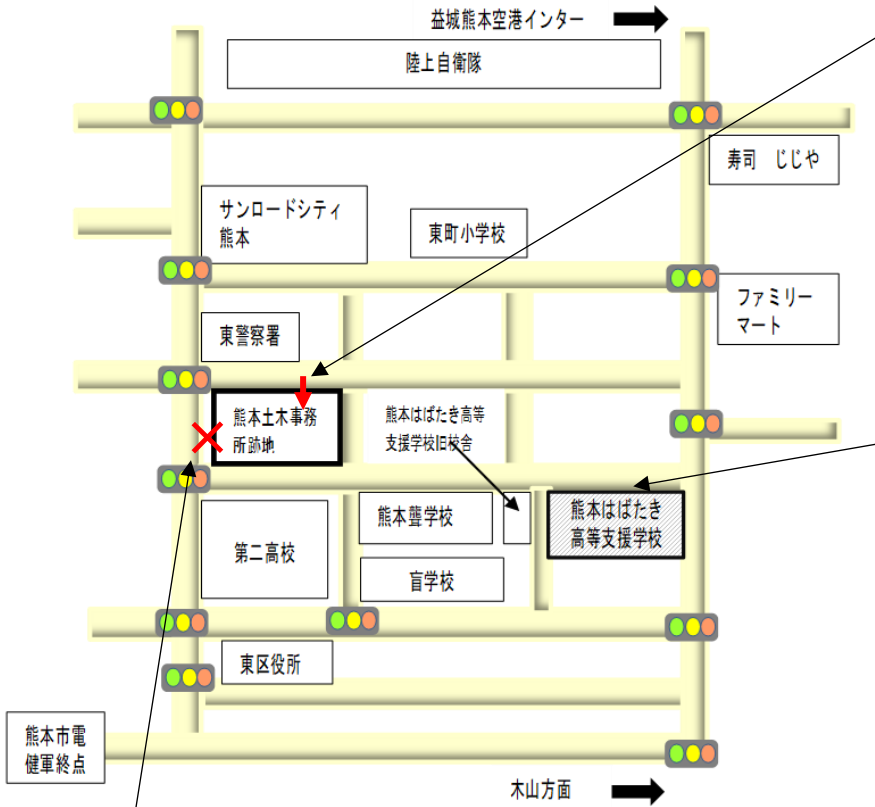 益城熊本空港インター
陸上自衛隊
寿司　じじや
サンロードシティ
熊本
東町小学校
ファミリー
マート
東警察署
熊本土木事務
所跡地
熊本はばたき高等
支援学校旧校舎
熊本聾学校
熊本はばたき
高等支援学校
第二高校
盲学校
東区役所
熊本市電
健軍終点
木山方面